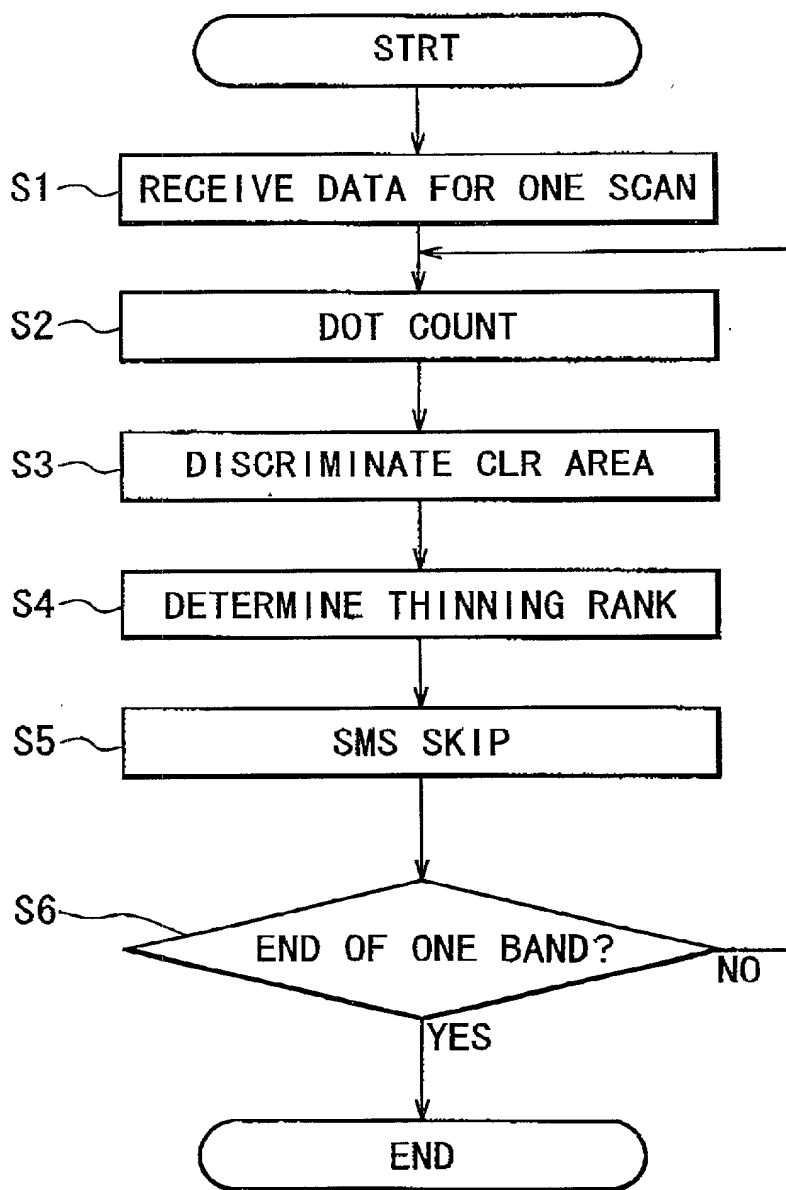 STRT
S1 RECEIVE DATA FOR ONE SCAN
S2 DOT COUNT
S3 DISCRIMINATE CLR AREA
S4 DETERMINE THINNING RANK
S5 SMS SKIP
S6 END OF ONE BAND?
NO
YES
END